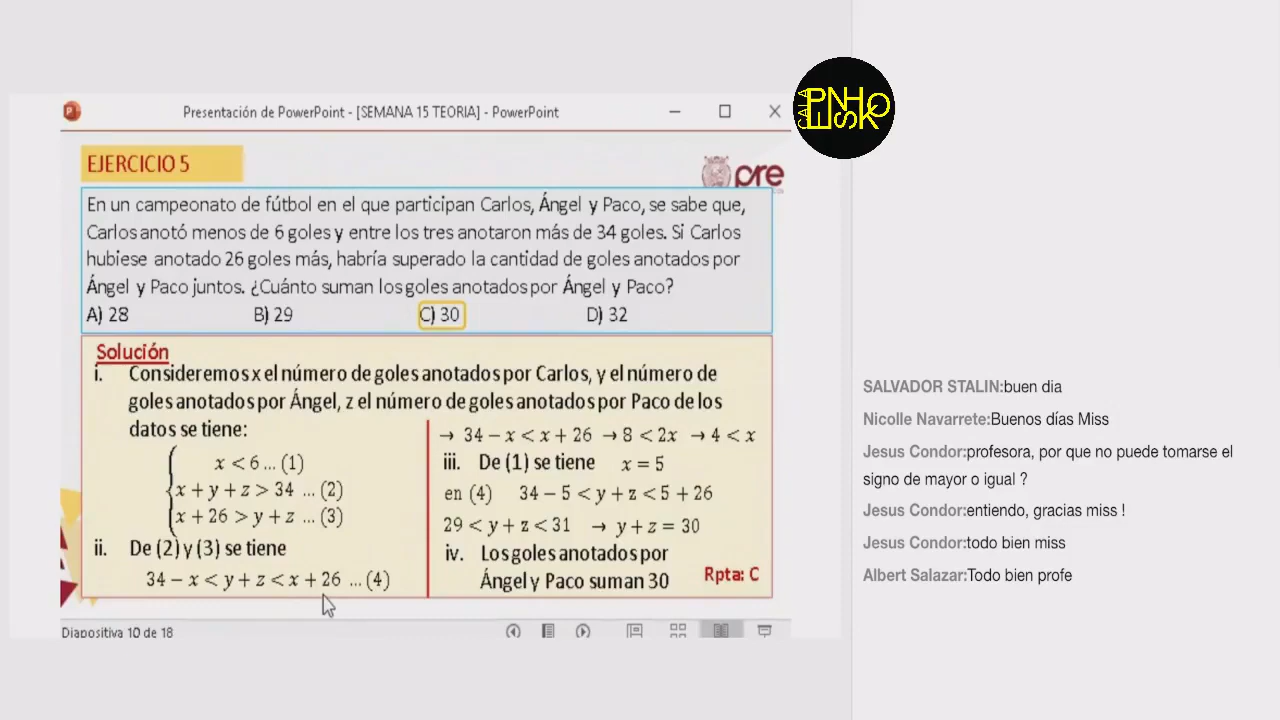 Presentación de PowerPoint - [SEMANA 15 TEORIA] - PowerPoint
CALA
PNHO
ESK
EJERCICIO 5
pre
En un campeonato de fútbol en el que participan Carlos, Ángel y Paco, se sabe que,
Carlos anotó menos de 6 goles y entre los tres anotaron más de 34 goles. Si Carlos
hubiese anotado 26 goles más, habría superado la cantidad de goles anotados por
Ángel y Paco juntos. ¿Cuánto suman los goles anotados por Ángel y Paco?
A) 28 B) 29 C) 30 D) 32
Solución
i. Consideremos x el número de goles anotados por Carlos, y el número de
goles anotados por Ángel, z el número de goles anotados por Paco de los
datos se tiene:
x < 6 ... (1)
x + y + z > 34 ... (2)
x + 26 > y + z ... (3)
ii. De (2) y (3) se tiene
34 − x < y + z < x + 26 ... (4)
→ 34 − x < x + 26 → 8 < 2x → 4 < x
iii. De (1) se tiene x = 5
en (4) 34 − 5 < y + z < 5 + 26
29 < y + z < 31 → y + z = 30
iv. Los goles anotados por
Ángel y Paco suman 30 Rpta: C
Diapositiva 10 de 18
SALVADOR STALIN:buen dia
Nicolle Navarrete:Buenos días Miss
Jesus Condor:profesora, por que no puede tomarse el
signo de mayor o igual ?
Jesus Condor:entiendo, gracias miss !
Jesus Condor:todo bien miss
Albert Salazar:Todo bien profe